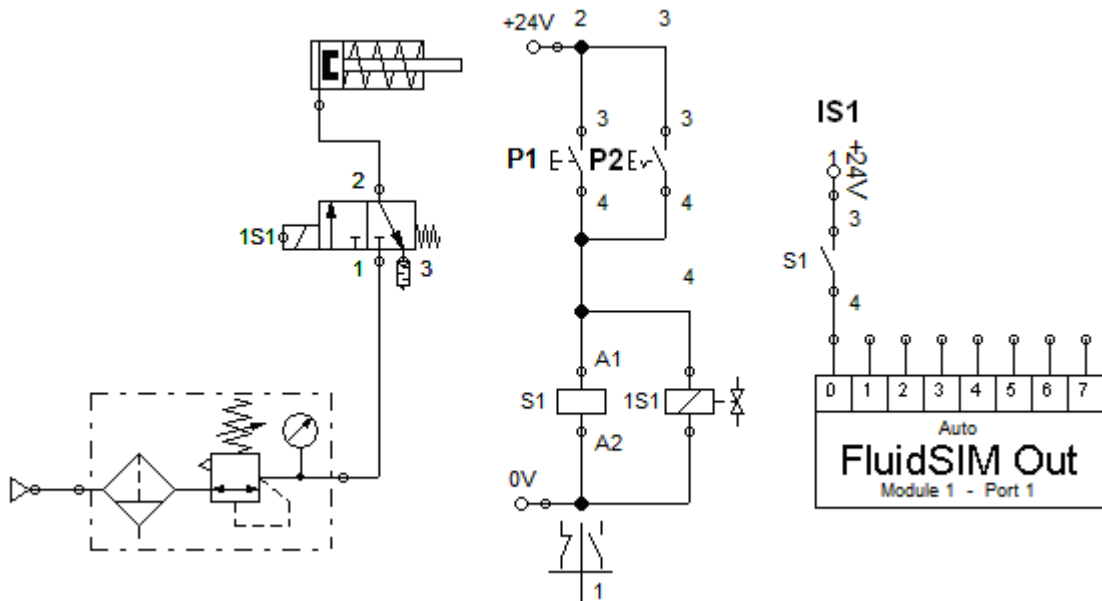 +24V 2 3
3 3
P1 P2
4 4
2
1S1
1 3
4
A1
S1 1S1
A2
0V
1
IS1
1 +24V
3
S1
4
0 1 2 3 4 5 6 7
Auto
FluidSIM Out
Module 1 - Port 1